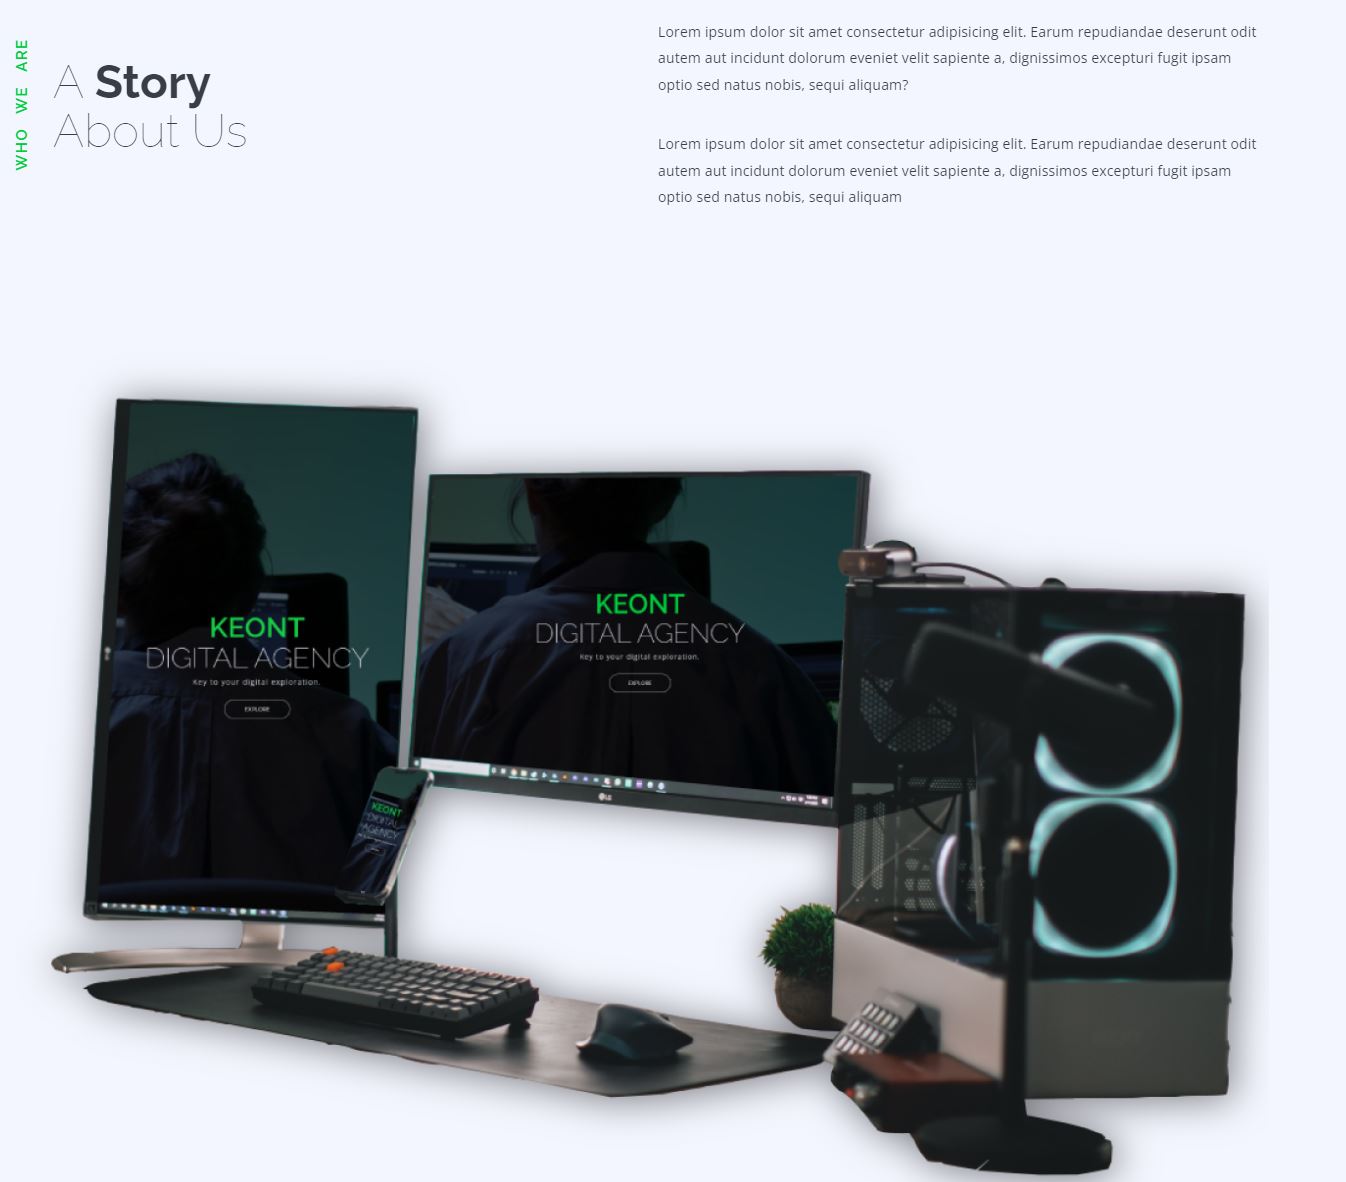 WHO WE ARE
A Story
About Us
Lorem ipsum dolor sit amet consectetur adipisicing elit. Earum repudiandae deserunt odit
autem aut incidunt dolorum eveniet velit sapiente a, dignissimos excepturi fugit ipsam
optio sed natus nobis, sequi aliquam?
Lorem ipsum dolor sit amet consectetur adipisicing elit. Earum repudiandae deserunt odit
autem aut incidunt dolorum eveniet velit sapiente a, dignissimos excepturi fugit ipsam
optio sed natus nobis, sequi aliquam
KEONT
DIGITAL AGENCY
Key to your digital exploration.
EXPLORE
KEONT
DIGITAL AGENCY
Key to your digital exploration.
EXPLORE
LG
KEONT
DIGITAL
AGENCY